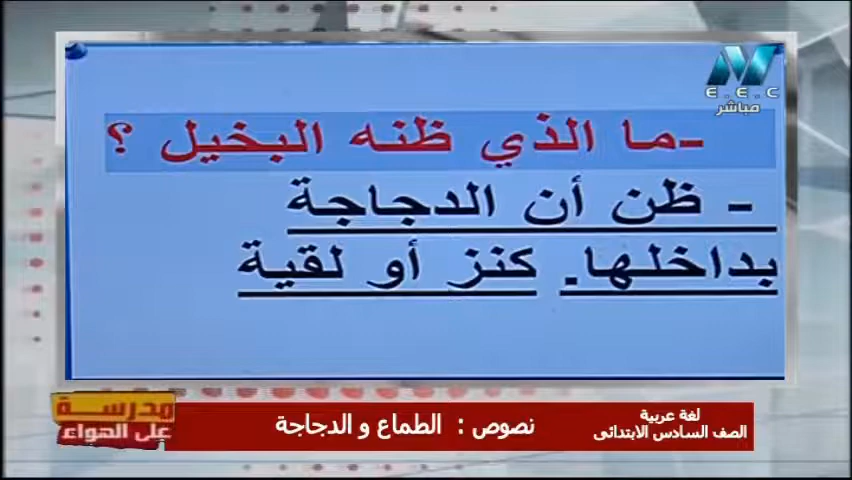 E.E.C
مباشر
-ما الذي ظنه البخيل ؟
- ظن أن الدجاجة
بداخلها. كنز أو لقية
مدرسة
على الهواء
نصوص : الطماع و الدجاجة
لغة عربية
الصف السادس الابتدائى